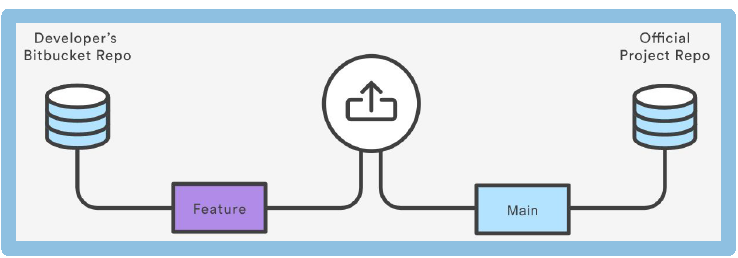 Developer's
Bitbucket Repo
Official
Project Repo
Feature
Main